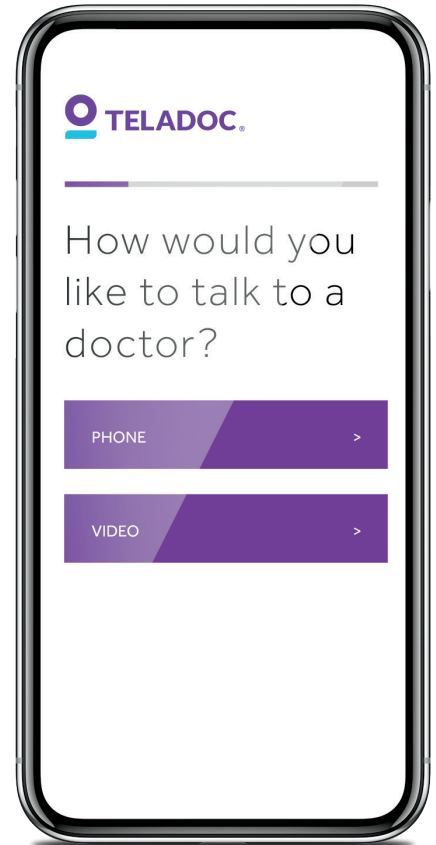 TELADOC®
How would you
like to talk to a
doctor?
PHONE >
VIDEO >